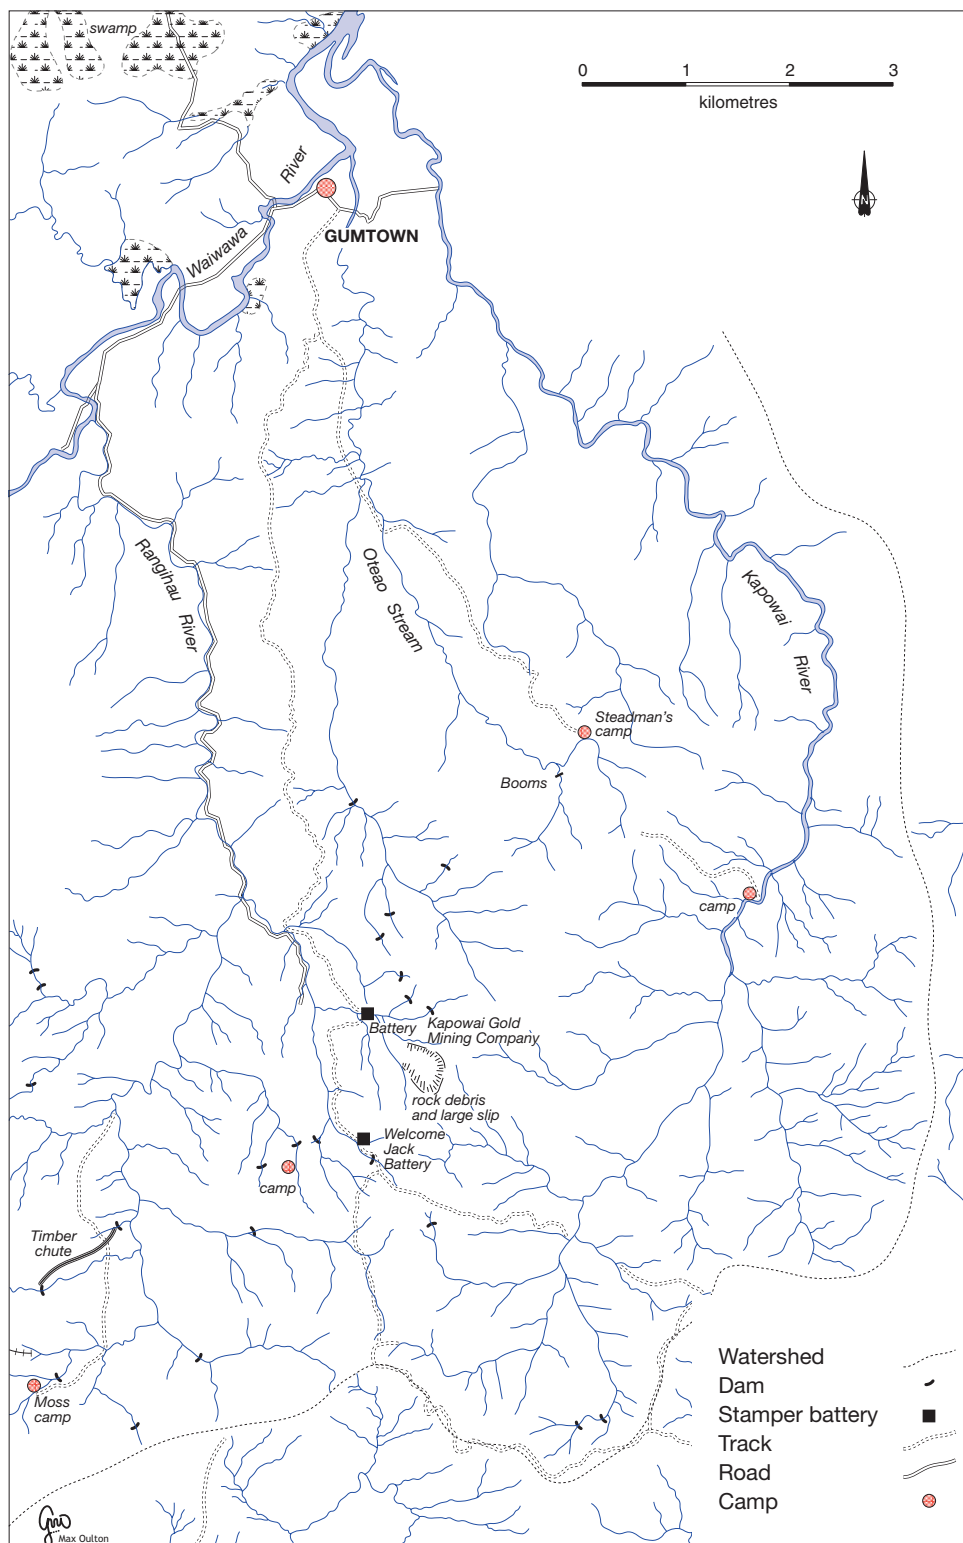 swamp
0 1 2 3
kilometres
N
River
GUMTOWN
Waiwawa
Rangihau River
Oteao Stream
Kapowai
River
Steadman's
camp
Booms
camp
Battery
Kapowai Gold
Mining Company
rock debris
and large slip
Welcome
Jack
Battery
camp
Timber
chute
Moss
camp
Watershed
Dam
Stamper battery
Track
Road
Camp
Max Oulton